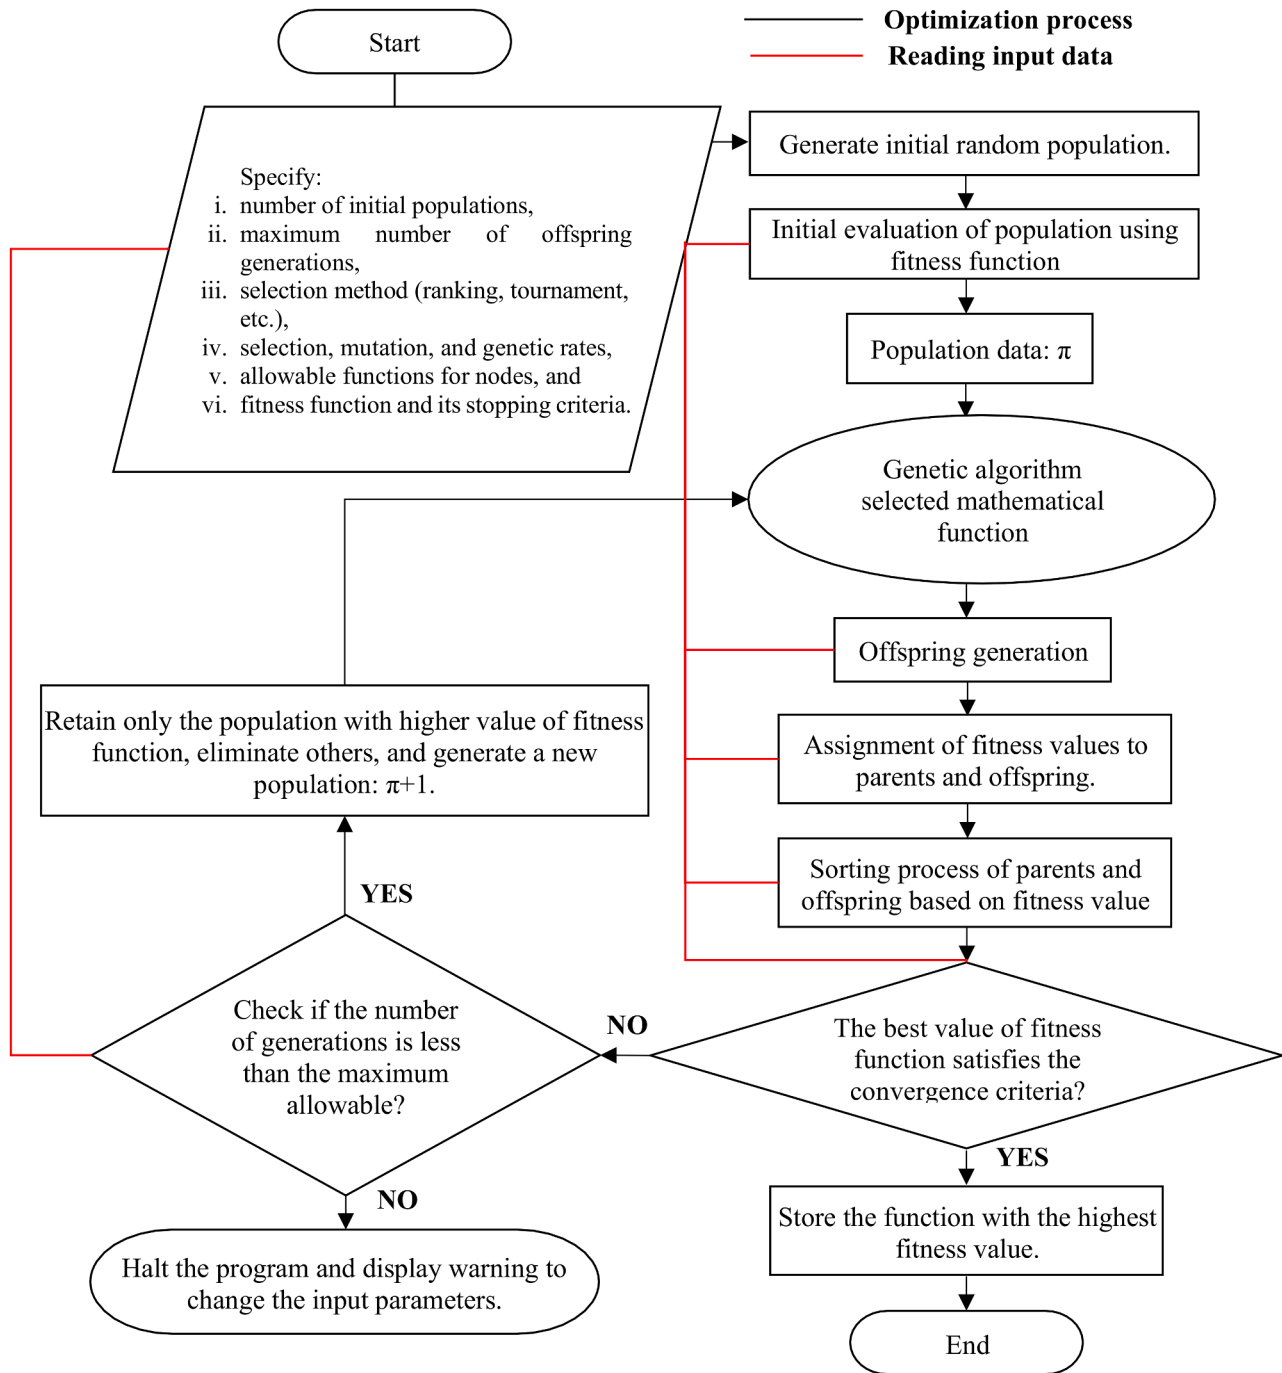 Start
Optimization process
Reading input data
Specify:
i. number of initial populations,
ii. maximum number of offspring
generations,
iii. selection method (ranking, tournament,
etc.),
iv. selection, mutation, and genetic rates,
v. allowable functions for nodes, and
vi. fitness function and its stopping criteria.
Generate initial random population.
Initial evaluation of population using
fitness function
Population data: π
Genetic algorithm
selected mathematical
function
Offspring generation
Assignment of fitness values to
parents and offspring.
Sorting process of parents and
offspring based on fitness value
The best value of fitness
function satisfies the
convergence criteria?
NO
YES
Store the function with the highest
fitness value.
End
Check if the number
of generations is less
than the maximum
allowable?
YES
Retain only the population with higher value of fitness
function, eliminate others, and generate a new
population: π+1.
NO
Halt the program and display warning to
change the input parameters.